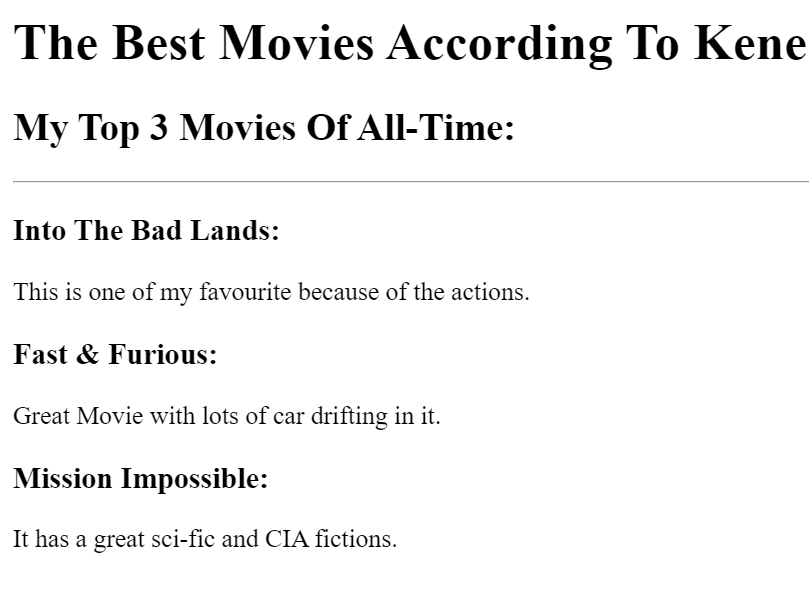 The Best Movies According To Kene
My Top 3 Movies Of All-Time:
Into The Bad Lands:
This is one of my favourite because of the actions.
Fast & Furious:
Great Movie with lots of car drifting in it.
Mission Impossible:
It has a great sci-fic and CIA fictions.